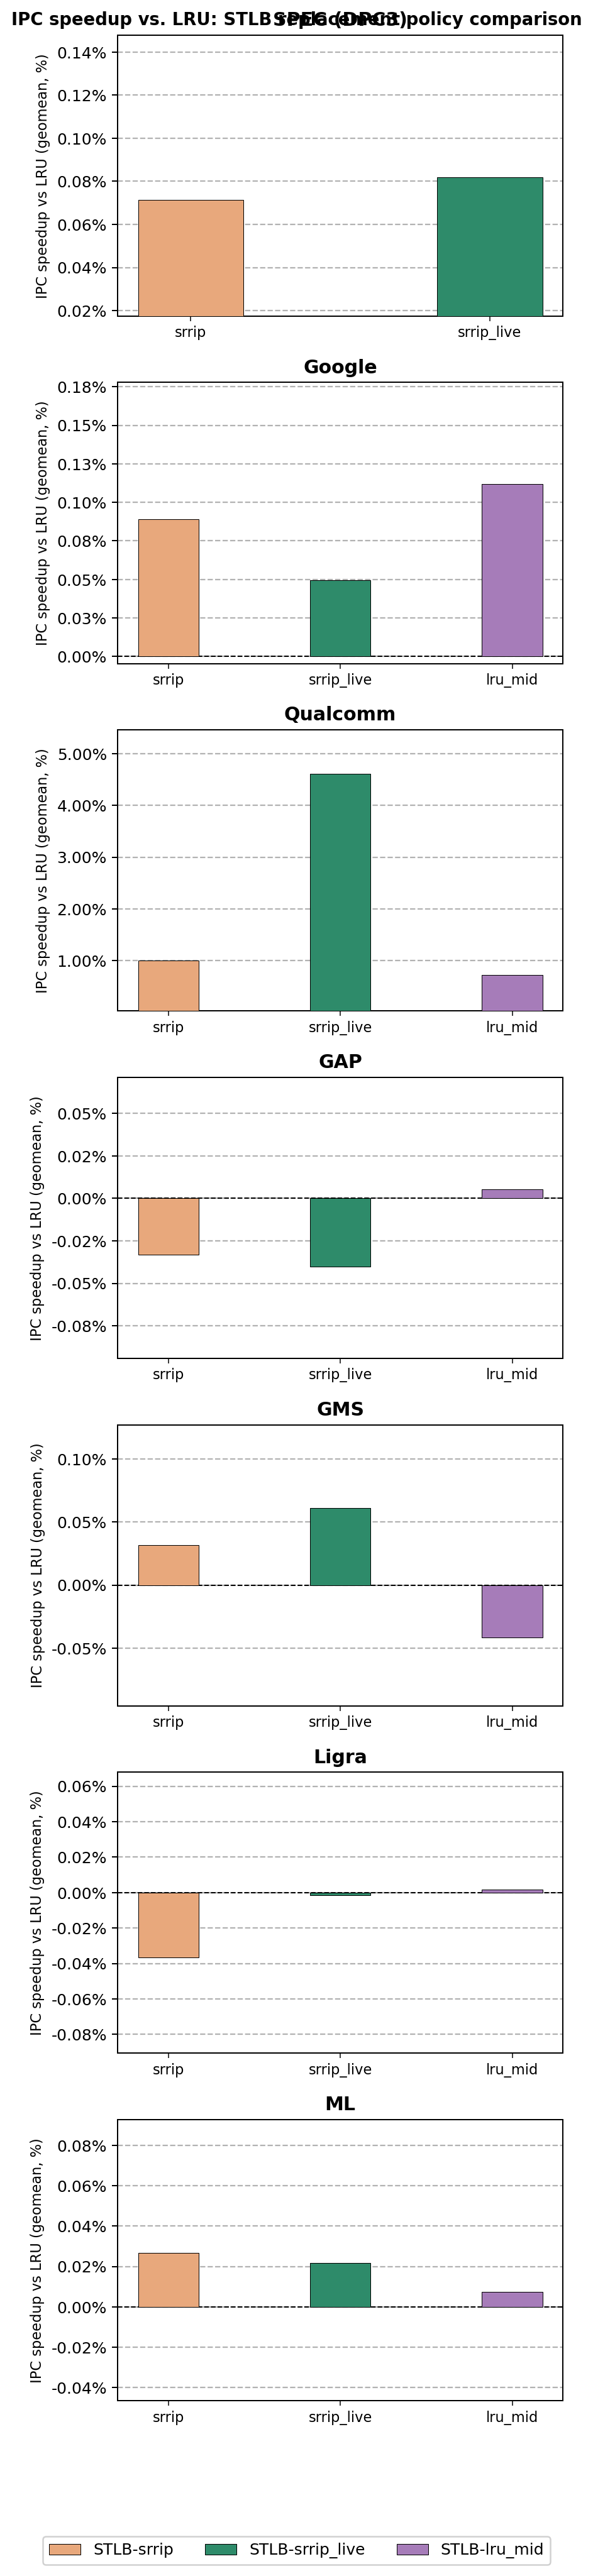 IPC speedup vs. LRU: STLB replacement policy comparison
SPEC (DPC3)
IPC speedup vs LRU (geomean, %)
0.14%
0.12%
0.10%
0.08%
0.06%
0.04%
0.02%
srrip srrip_live
Google
IPC speedup vs LRU (geomean, %)
0.18%
0.15%
0.13%
0.10%
0.08%
0.05%
0.03%
0.00%
srrip srrip_live lru_mid
Qualcomm
IPC speedup vs LRU (geomean, %)
5.00%
4.00%
3.00%
2.00%
1.00%
srrip srrip_live lru_mid
GAP
IPC speedup vs LRU (geomean, %)
0.05%
0.02%
0.00%
-0.02%
-0.05%
-0.08%
srrip srrip_live lru_mid
GMS
IPC speedup vs LRU (geomean, %)
0.10%
0.05%
0.00%
-0.05%
srrip srrip_live lru_mid
Ligra
IPC speedup vs LRU (geomean, %)
0.06%
0.04%
0.02%
0.00%
-0.02%
-0.04%
-0.06%
-0.08%
srrip srrip_live lru_mid
ML
IPC speedup vs LRU (geomean, %)
0.08%
0.06%
0.04%
0.02%
0.00%
-0.02%
-0.04%
srrip srrip_live lru_mid
STLB-srrip STLB-srrip_live STLB-lru_mid